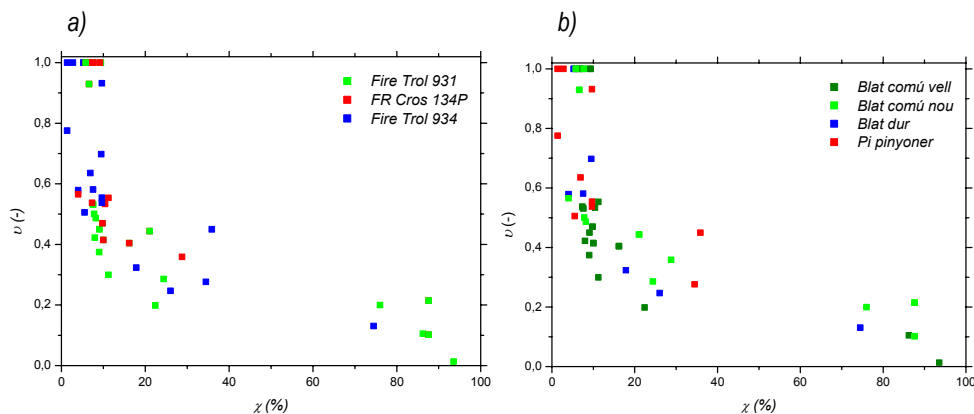 a)
1,0
0,8
0,6
0,4
0,2
0,0
υ (-)
Fire Trol 931
FR Cros 134P
Fire Trol 934
0 20 40 60 80 100
χ (%)
b)
1,0
0,8
0,6
0,4
0,2
0,0
υ (-)
Blat comú vell
Blat comú nou
Blat dur
Pi pinyoner
0 20 40 60 80 100
χ (%)